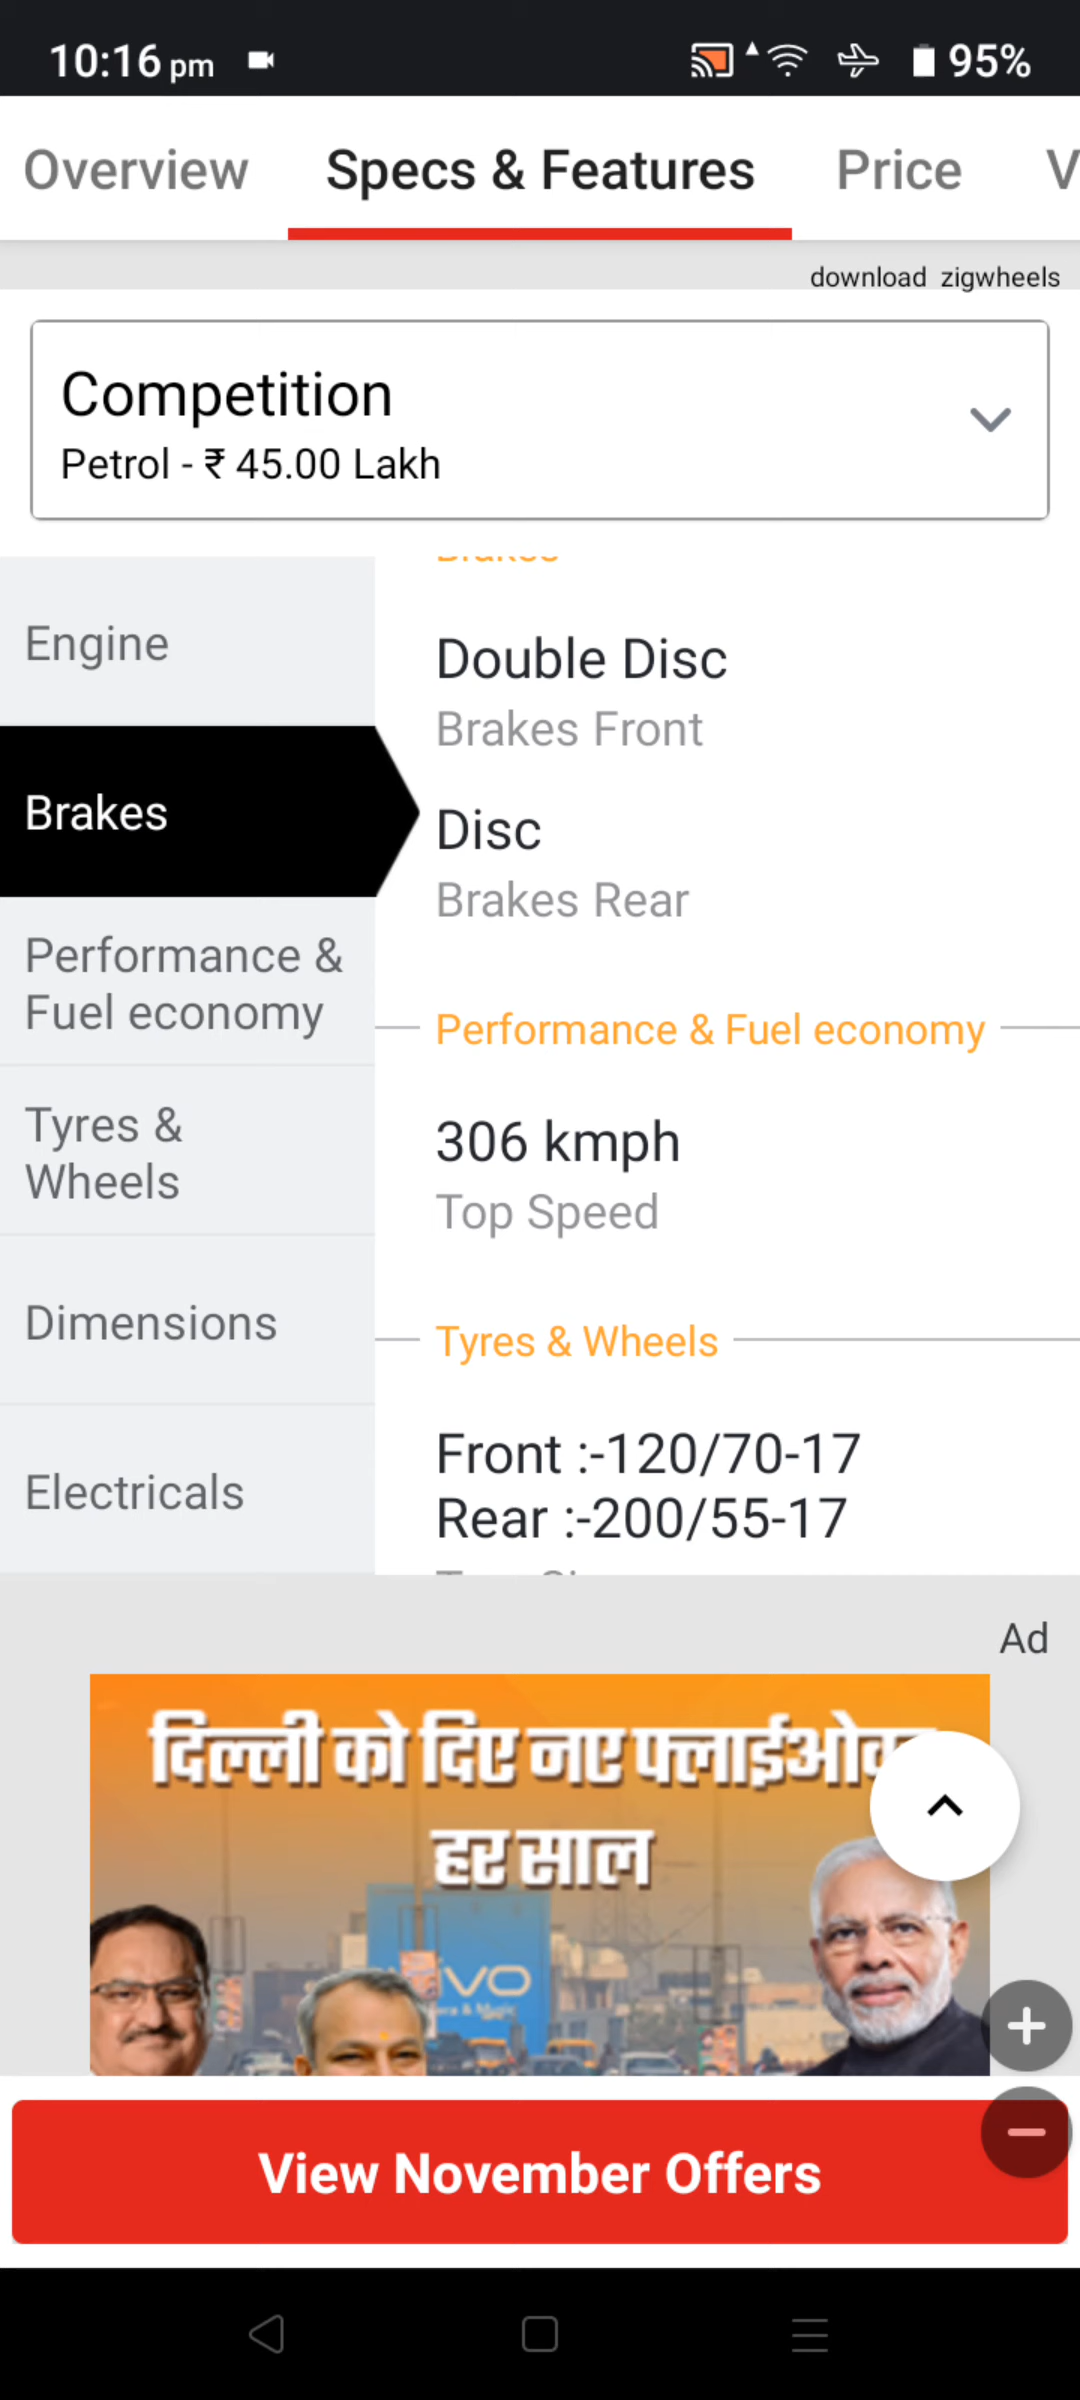 10:16 pm 95%
Overview Specs & Features Price V
download zigwheels
Competition
Petrol - ₹ 45.00 Lakh
Engine
Brakes
Performance &
Fuel economy
Tyres &
Wheels
Dimensions
Electricals
Brakes
Double Disc
Brakes Front
Disc
Brakes Rear
Performance & Fuel economy
306 kmph
Top Speed
Tyres & Wheels
Front :-120/70-17
Rear :-200/55-17
Ad
दिल्ली को दिए नए
हर साल
View November Offers